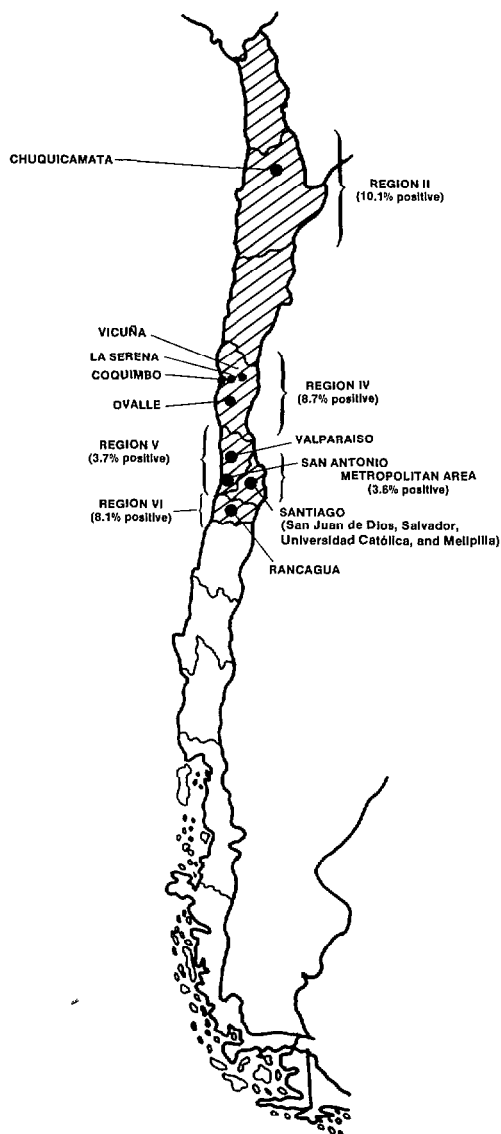 CHUQUICAMATA
REGION II
(10.1% positive)
VICUÑA
LA SERENA
COQUIMBO
OVALLE
REGION IV
(8.7% positive)
REGION V
(3.7% positive)
VALPARAISO
SAN ANTONIO
METROPOLITAN AREA
(3.6% positive)
REGION VI
(8.1% positive)
SANTIAGO
(San Juan de Dios, Salvador,
Universidad Católica, and Melipilla)
RANCAGUA